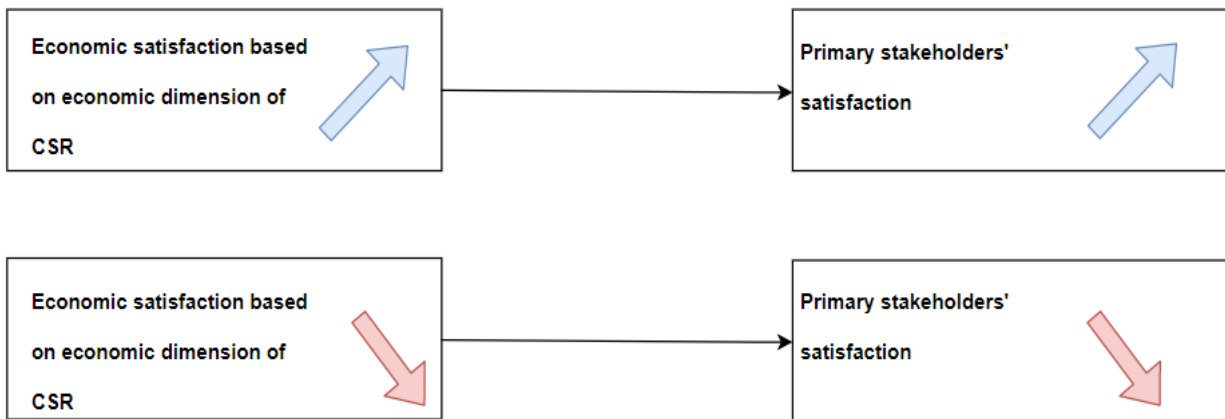 Economic satisfaction based
on economic dimension of
CSR
Primary stakeholders'
satisfaction
Economic satisfaction based
on economic dimension of
CSR
Primary stakeholders'
satisfaction